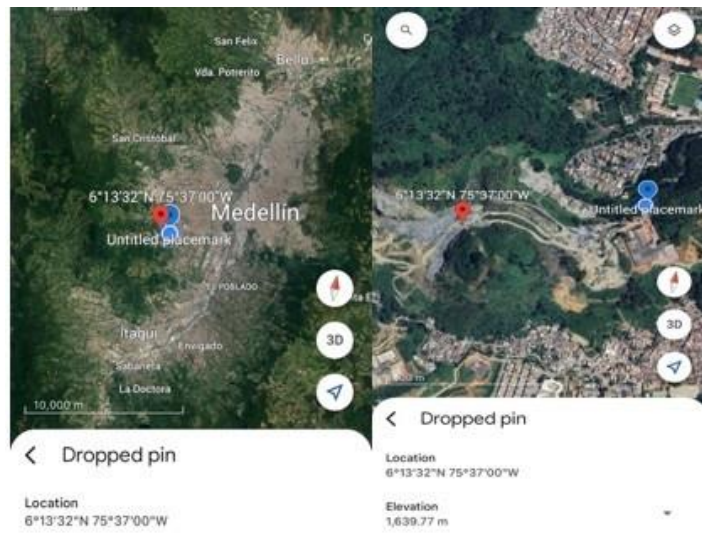 San Felix
Bello
Vda. Potrerito
San Cristóbal
6°13'32"N 75°37'00"W
Medellín
Untitled placemark
POBLADO
Itagui
Envigado
Sabaneta
La Doctora
3D
10,000 m
Dropped pin
Location
6°13'32"N 75°37'00"W
6°13'32"N 75°37'00"W
Untitled placemark
3D
Dropped pin
Location
6°13'32"N 75°37'00"W
Elevation
1,639.77 m